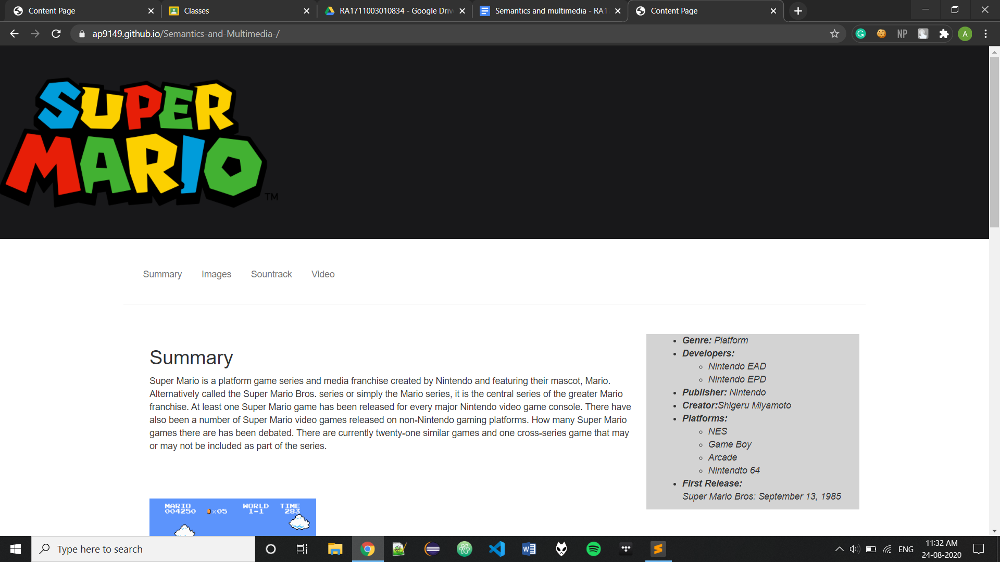 Content Page
Classes
RA1711003010834 - Google Driv
Semantics and multimedia - RA17
Content Page
ap9149.github.io/Semantics-and-Multimedia-/
NP
A
SUPER
MARIO
TM
Summary Images Sountrack Video
Summary
Super Mario is a platform game series and media franchise created by Nintendo and featuring their mascot, Mario.
Alternatively called the Super Mario Bros. series or simply the Mario series, it is the central series of the greater Mario
franchise. At least one Super Mario game has been released for every major Nintendo video game console. There have
also been a number of Super Mario video games released on non-Nintendo gaming platforms. How many Super Mario
games there are has been debated. There are currently twenty-one similar games and one cross-series game that may
or may not be included as part of the series.
Genre: Platform
Developers:
Nintendo EAD
Nintendo EPD
Publisher: Nintendo
Creator:Shigeru Miyamoto
Platforms:
NES
Game Boy
Arcade
Nintendto 64
First Release:
Super Mario Bros: September 13, 1985
MARIO WORLD TIME
004250 ×05 1-1 283
Type here to search
ENG
11:32 AM
24-08-2020